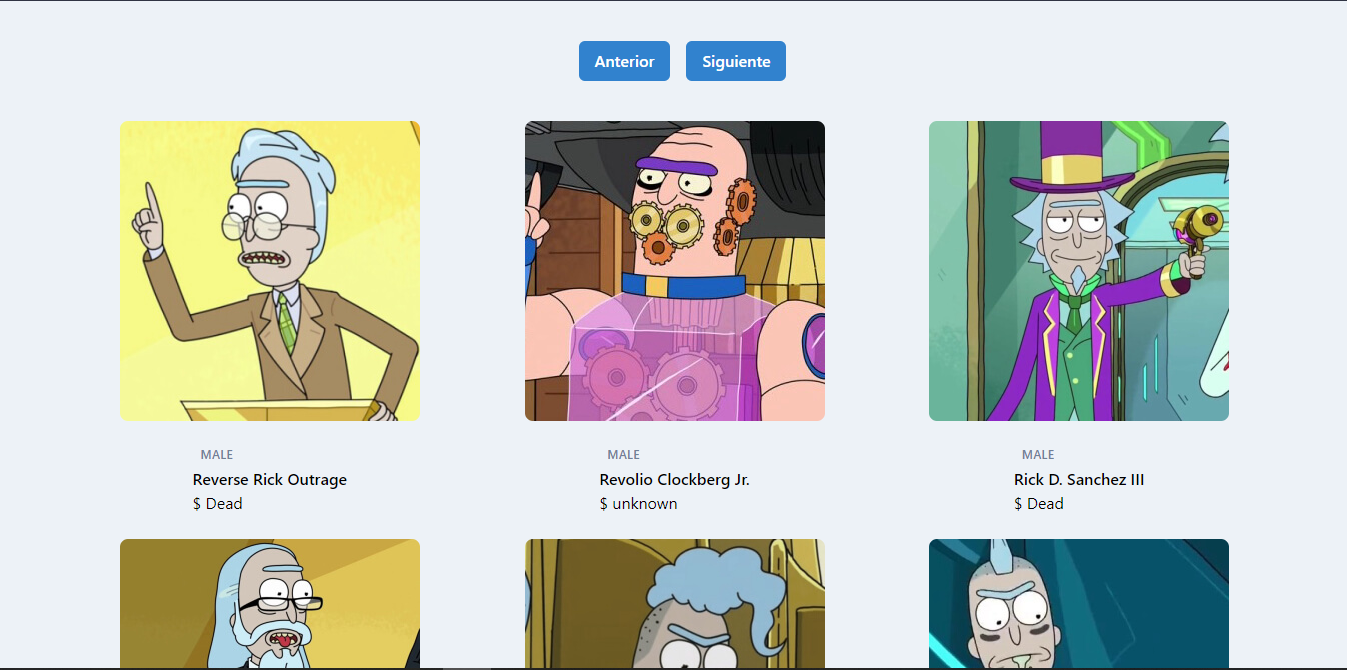 Anterior Siguiente
MALE
Reverse Rick Outrage
$ Dead
MALE
Revolio Clockberg Jr.
$ unknown
MALE
Rick D. Sanchez III
$ Dead